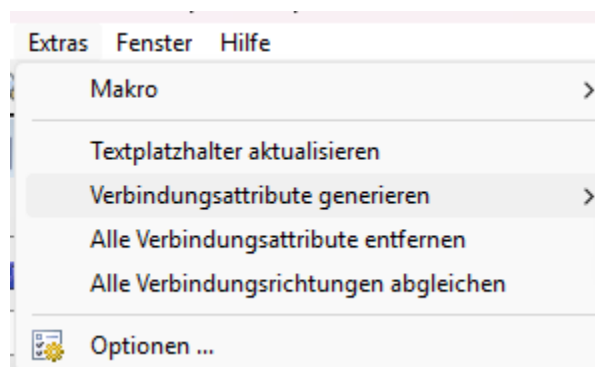 Extras Fenster Hilfe
Makro
Textplatzhalter aktualisieren
Verbindungsattribute generieren
Alle Verbindungsattribute entfernen
Alle Verbindungsrichtungen abgleichen
Optionen ...